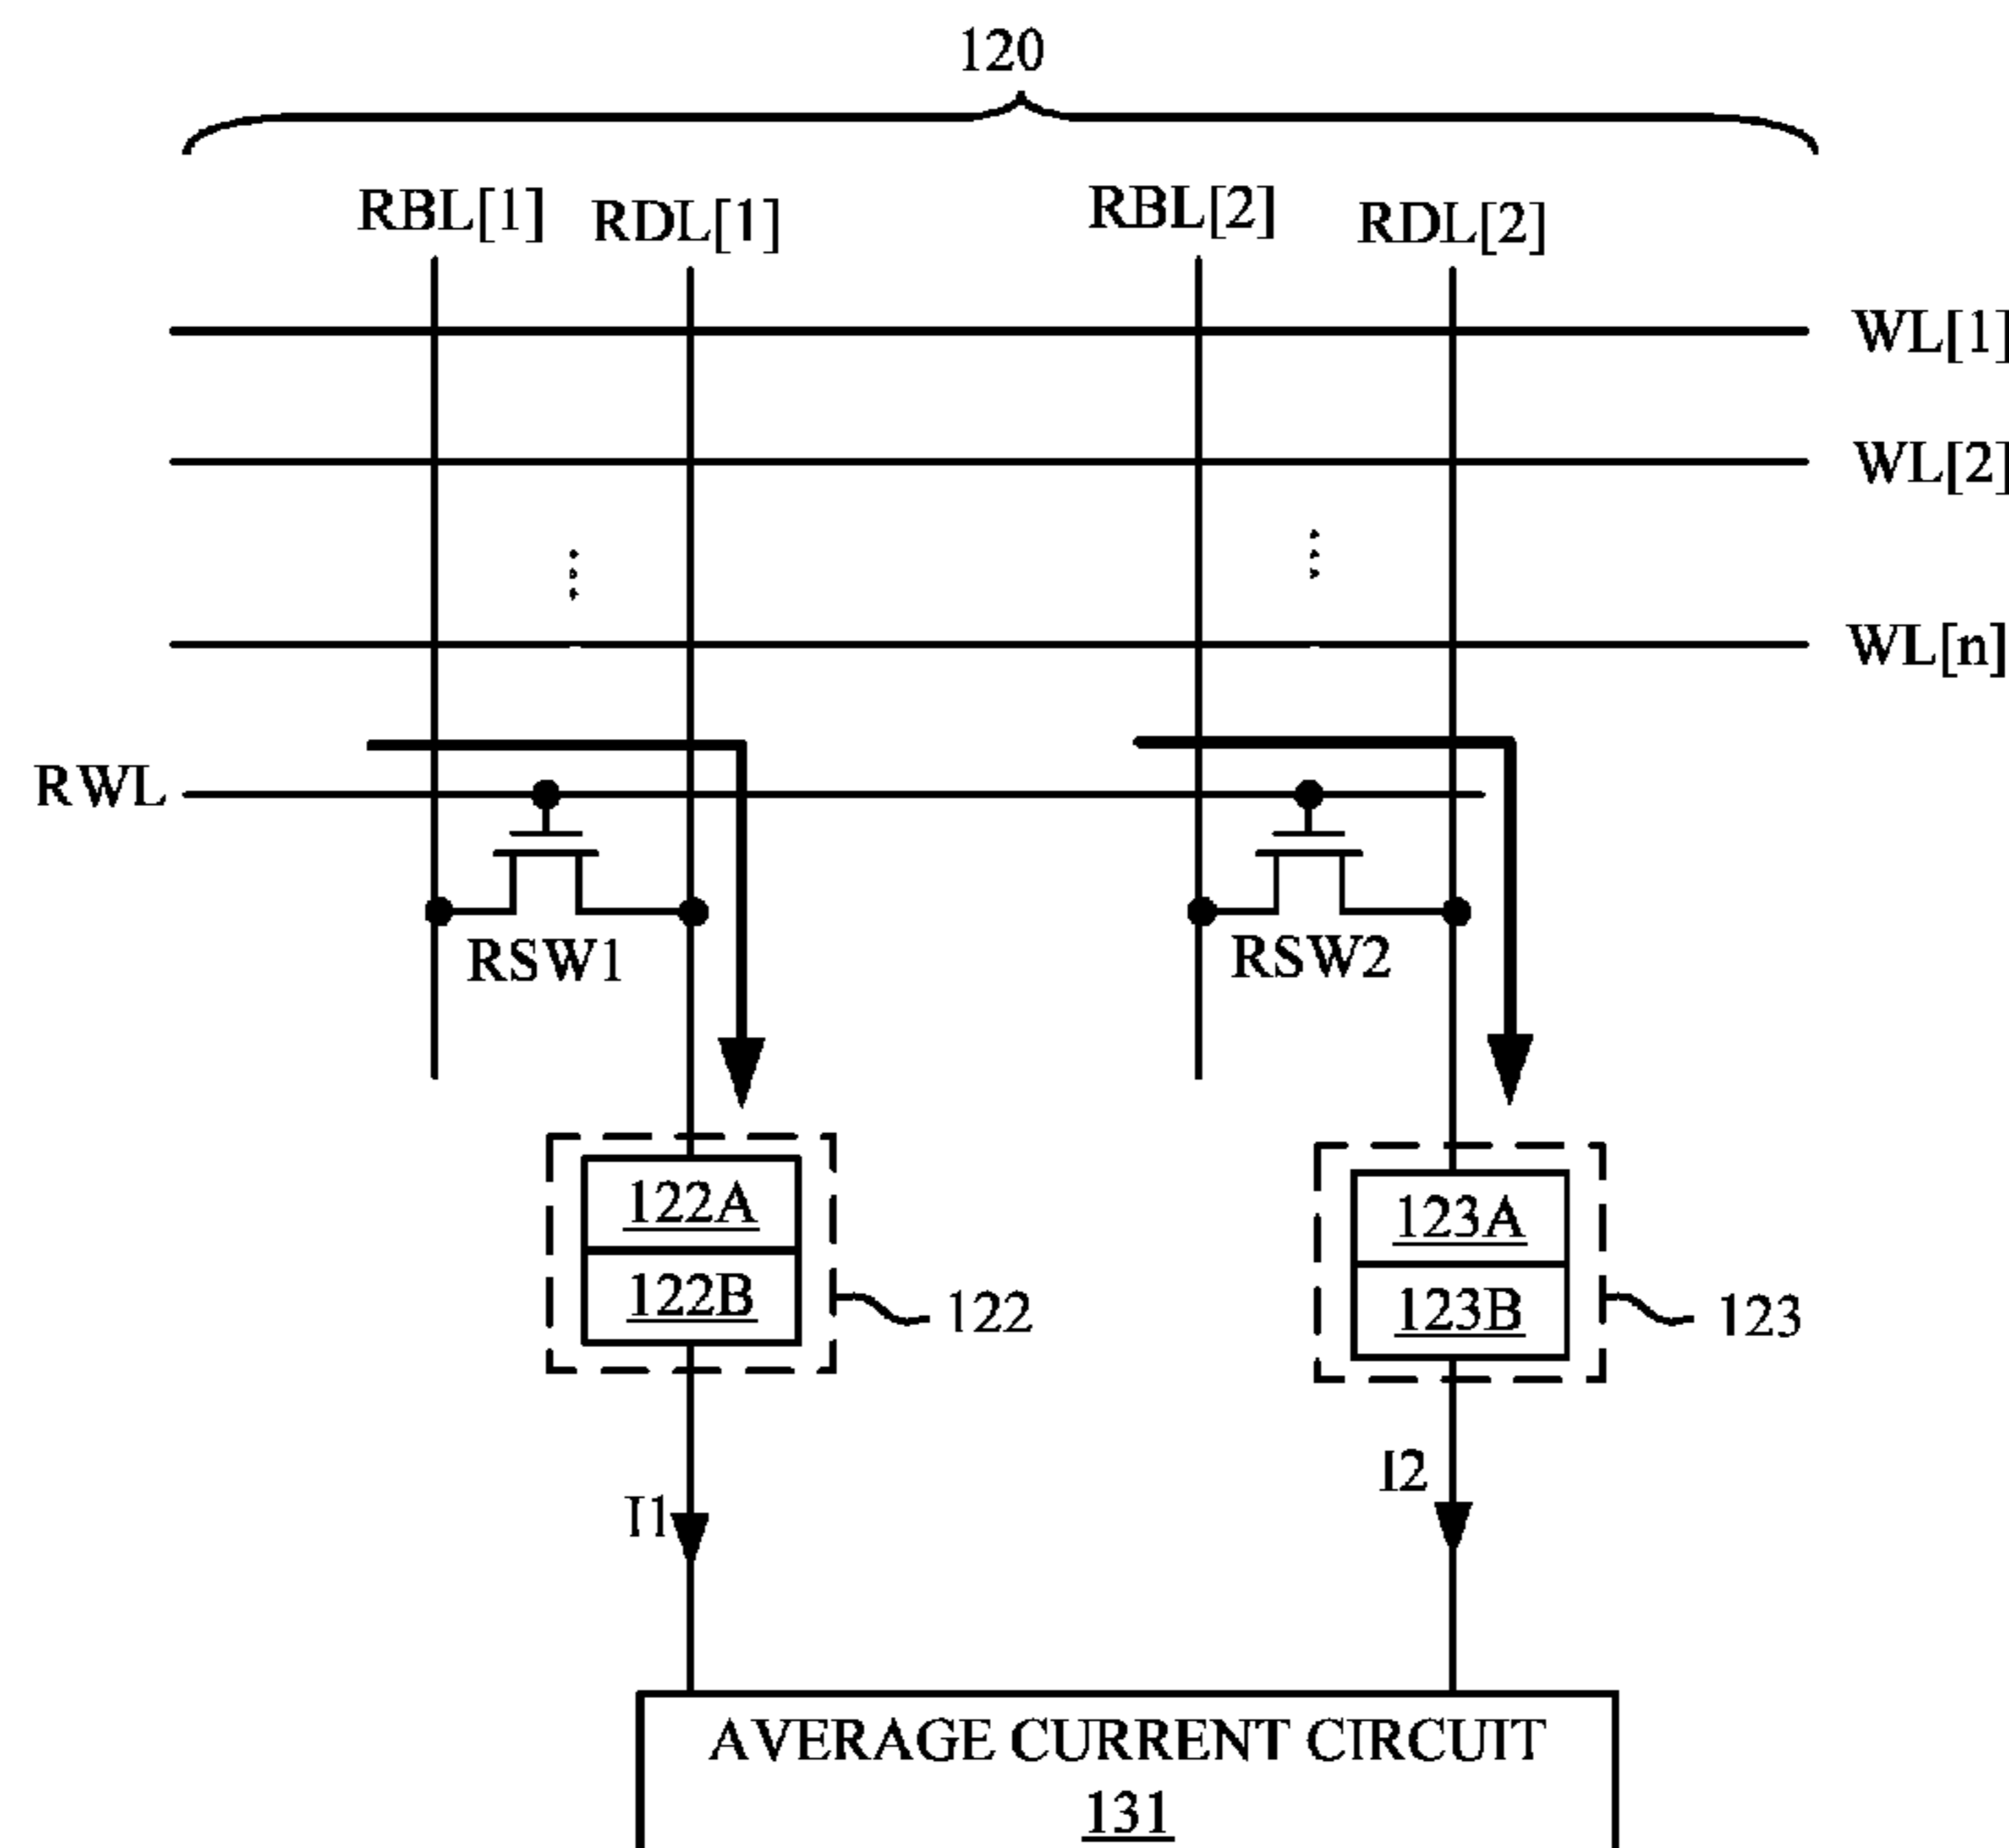 120
RBL[1] RDL[1] RBL[2] RDL[2]
WL[1]
WL[2]
WL[n]
RWL
RSW1 RSW2
122A 123A
122B 123B
122 123
I1 I2
AVERAGE CURRENT CIRCUIT
131